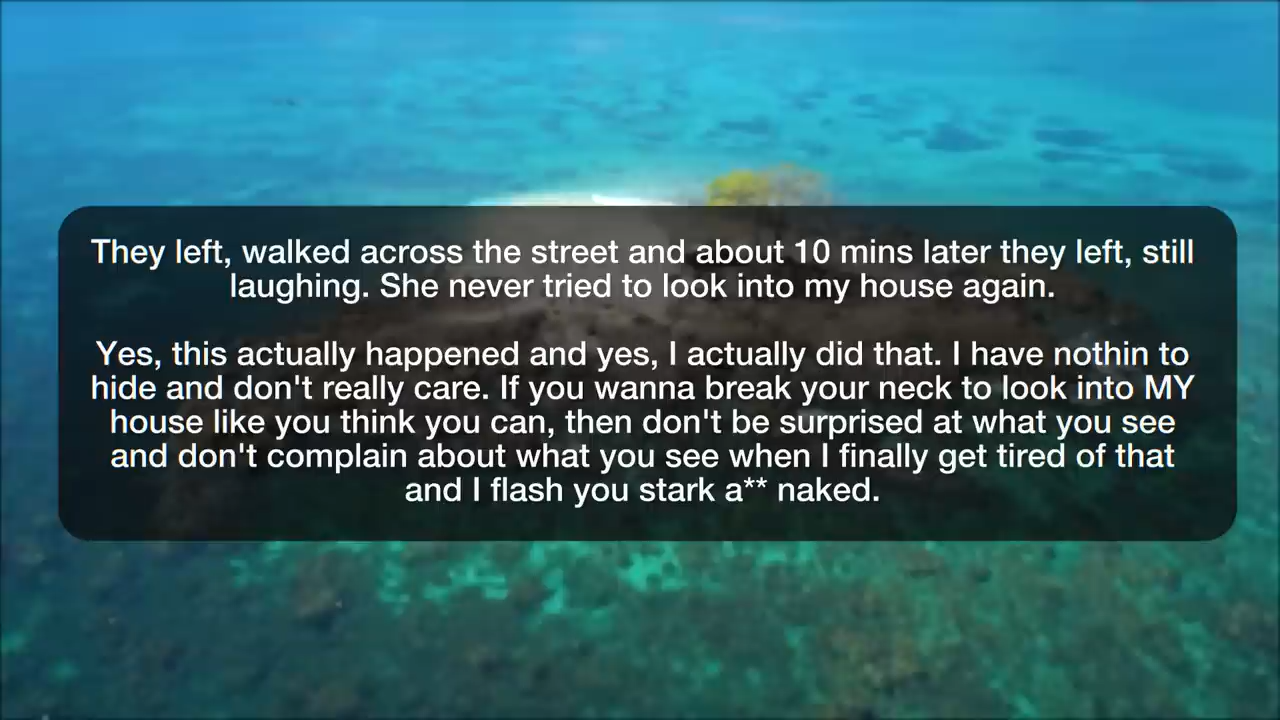 They left, walked across the street and about 10 mins later they left, still
laughing. She never tried to look into my house again.
Yes, this actually happened and yes, I actually did that. I have nothin to
hide and don't really care. If you wanna break your neck to look into MY
house like you think you can, then don't be surprised at what you see
and don't complain about what you see when I finally get tired of that
and I flash you stark a** naked.